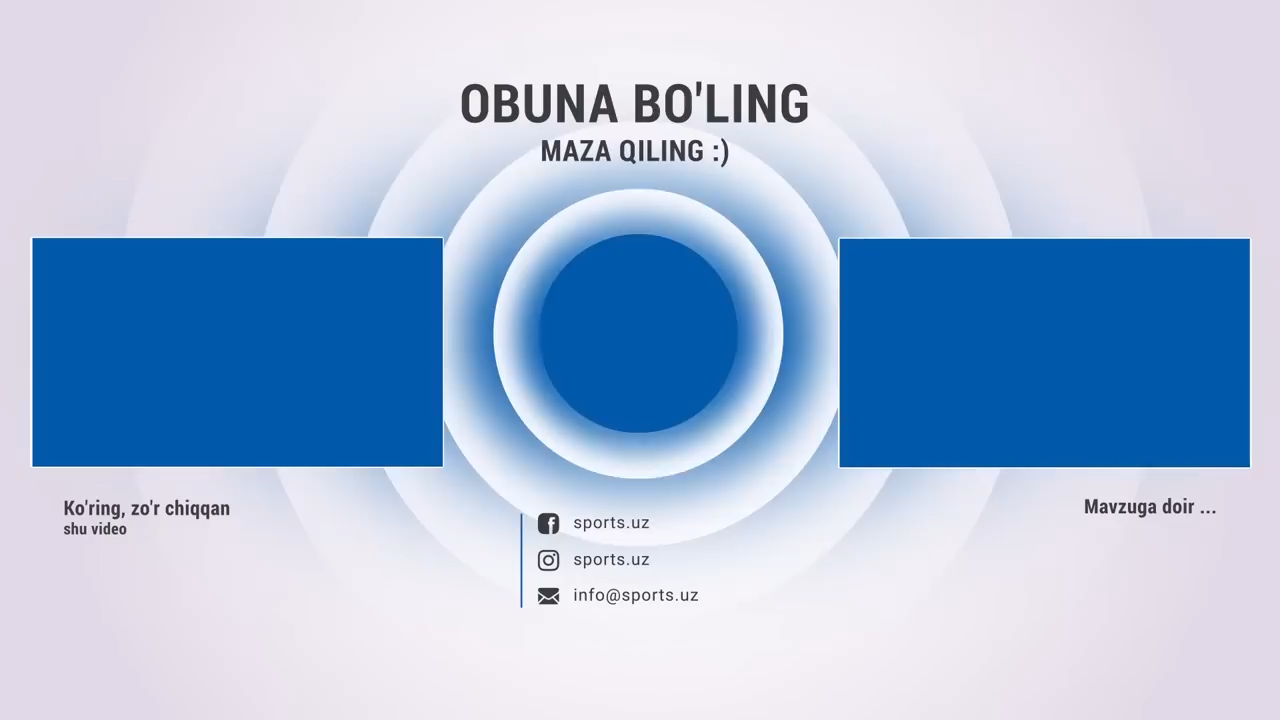 OBUNA BO'LING
MAZA QILING :)
Ko'ring, zo'r chiqqan
shu video
Mavzuga doir ...
sports.uz
sports.uz
info@sports.uz